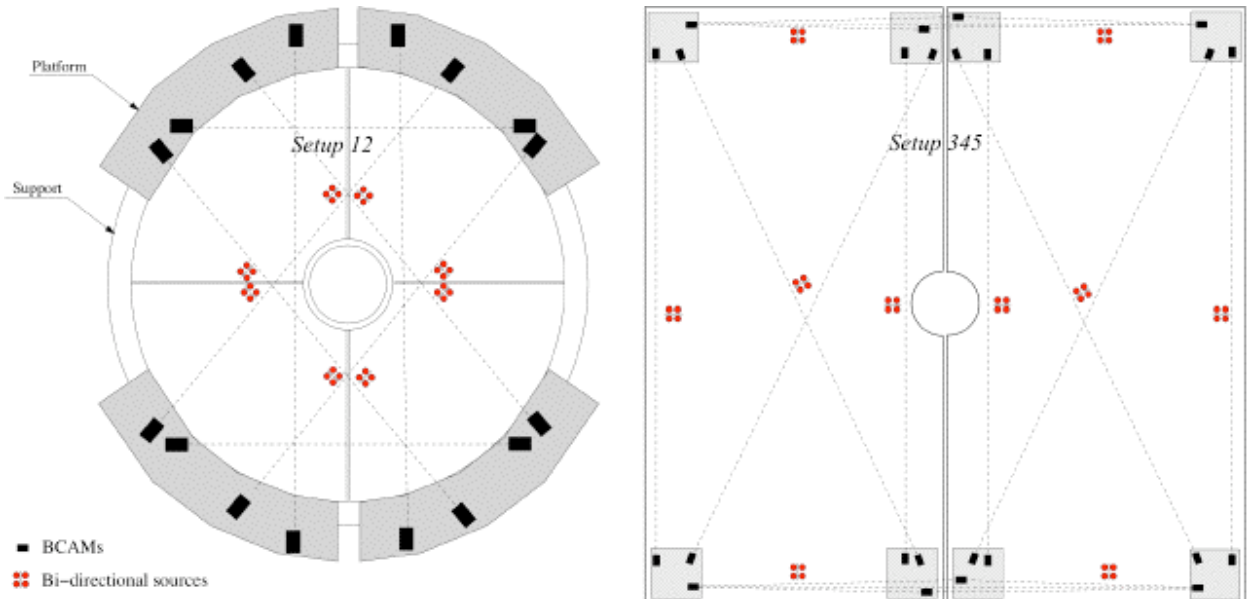 Platform
Setup 12
Setup 345
Support
BCAMs
Bi-directional sources